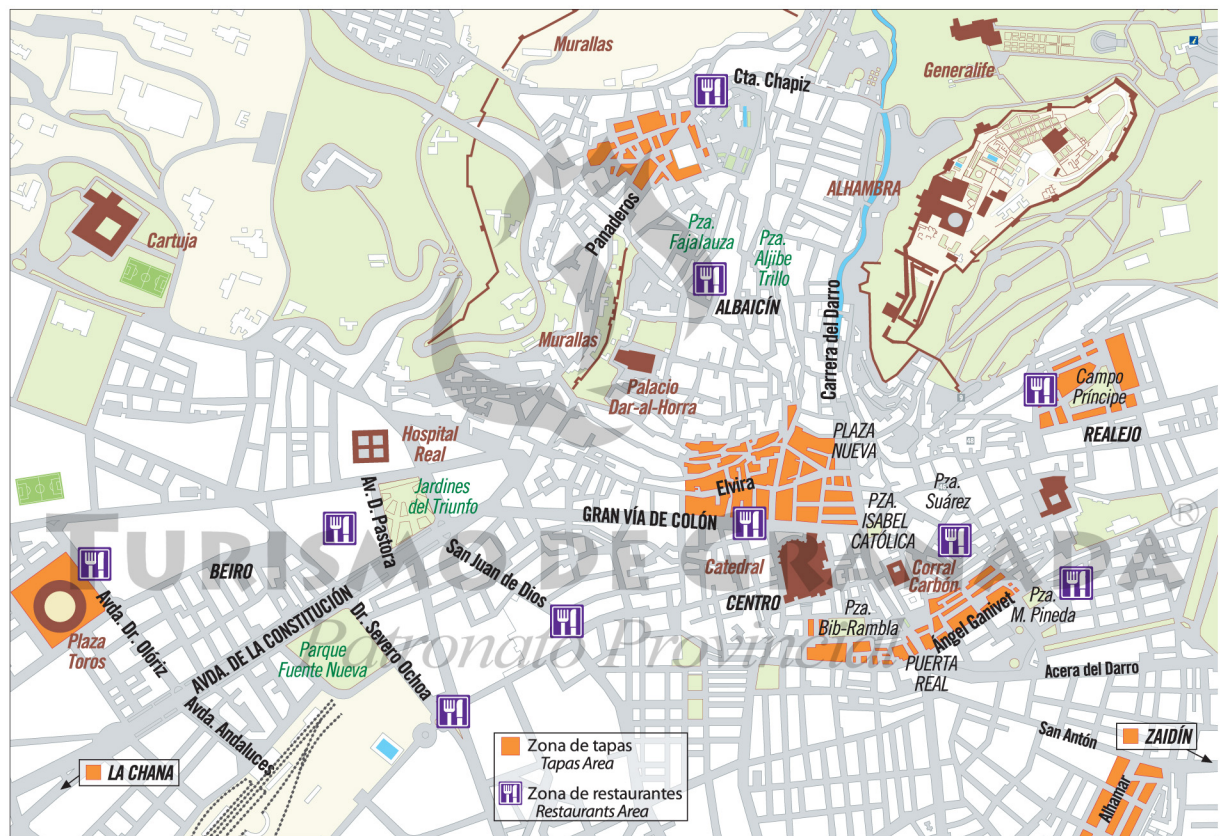 Murallas
Cta. Chapiz
Generalife
ALHAMBRA
Cartuja
Panaderos
Pza.
Fajalauza
Pza.
Aljibe
Trillo
ALBAICÍN
Carrera del Darro
Murallas
Palacio
Dar-al-Horra
Campo
Príncipe
REALEJO
Hospital
Real
PLAZA
NUEVA
Elvira
Jardines
del Triunfo
Av. D. Pastora
GRAN VÍA DE COLÓN
Pza.
Suárez
PZA.
ISABEL
CATÓLICA
TURISMO DE GRANADA®
Patronato Provincial
BEIRO
San Juan de Dios
Catedral
CENTRO
Corral
Carbón
Pza.
M. Pineda
Pza.
Bib-Rambla
Ángel Ganivet
PUERTA
REAL
Acera del Darro
Plaza
Toros
Avda. Dr. Olóriz
AVDA. DE LA CONSTITUCIÓN
Dr. Severo Ochoa
Parque
Fuente Nueva
Avda. Andaluces
San Antón
ZAIDÍN
LA CHANA
Alhamar
Zona de tapas
Tapas Area
Zona de restaurantes
Restaurants Area